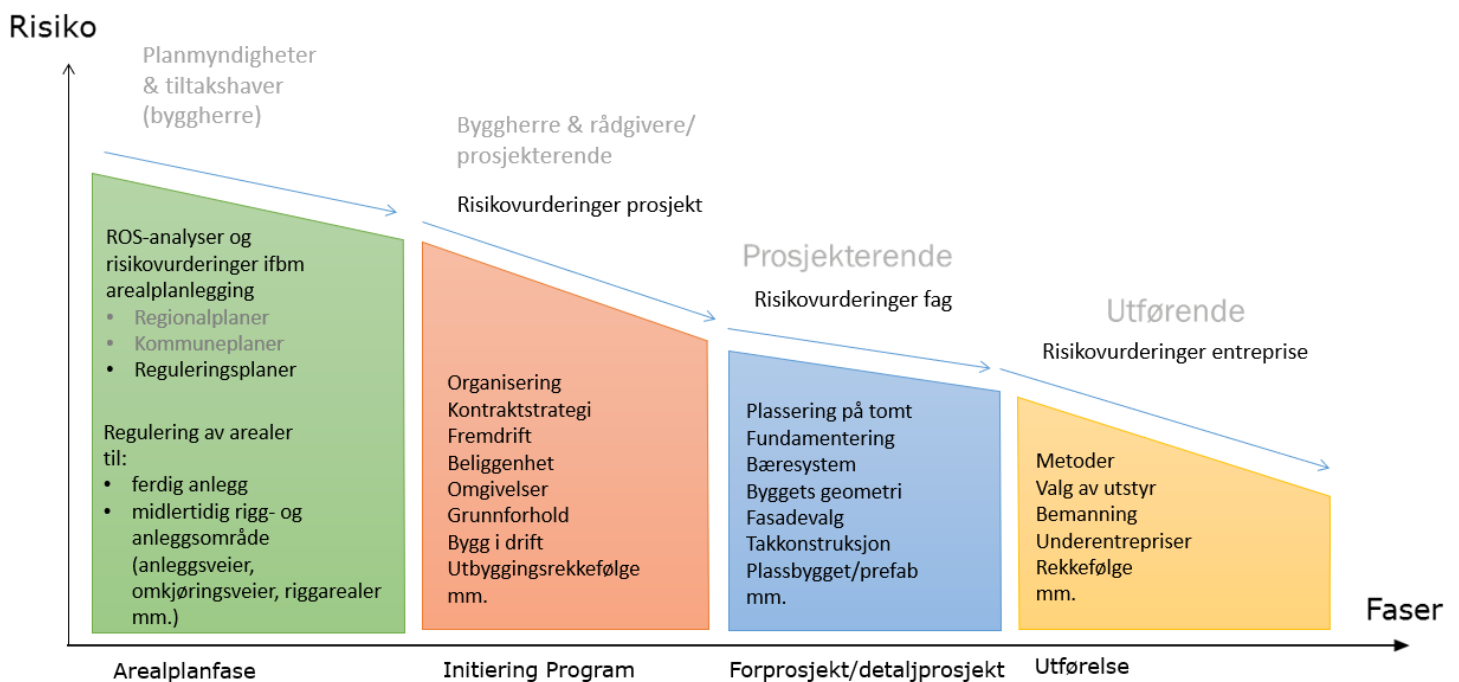 Risiko
Planmyndigheter
& tiltakshaver
(byggherre)
ROS-analyser og
risikovurderinger ifbm
arealplanlegging
• Regionalplaner
• Kommuneplaner
• Reguleringsplaner
Regulering av arealer
til:
• ferdig anlegg
• midlertidig rigg- og
anleggsområde
(anleggsveier,
omkjøringsveier, riggarealer
mm.)
Arealplanfase
Byggherre & rådgivere/
prosjekterende
Risikovurderinger prosjekt
Organisering
Kontraktstrategi
Fremdrift
Beliggenhet
Omgivelser
Grunnforhold
Bygg i drift
Utbyggingsrekkefølge
mm.
Initiering Program
Prosjekterende
Risikovurderinger fag
Plassering på tomt
Fundamentering
Bæresystem
Byggets geometri
Fasadevalg
Takkonstruksjon
Plassbygget/prefab
mm.
Forprosjekt/detaljprosjekt
Utførende
Risikovurderinger entreprise
Metoder
Valg av utstyr
Bemanning
Underentrepriser
Rekkefølge
mm.
Utførelse
Faser